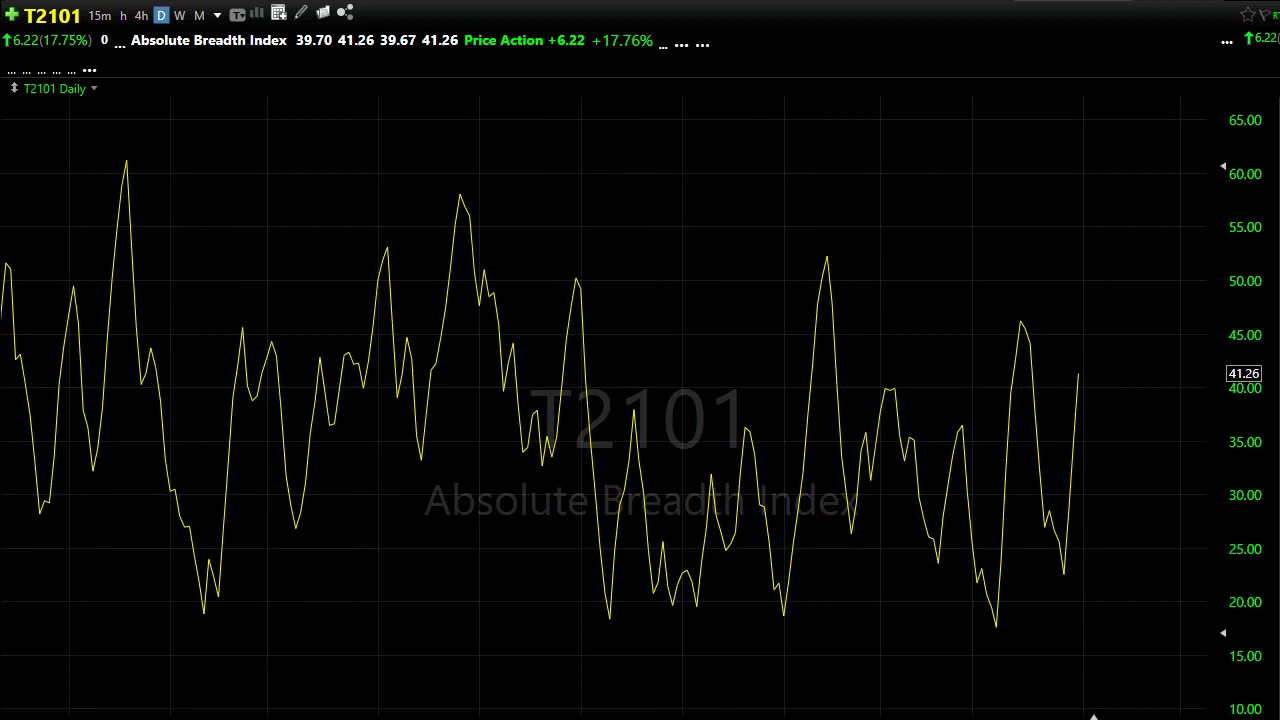 T2101 15m h 4h D W M
6.22(17.75%) 0 ... Absolute Breadth Index 39.70 41.26 39.67 41.26 Price Action +6.22 +17.76% ... ... ... ... 6.22(
... ... ... ... ... ...
T2101 Daily
65.00
60.00
55.00
50.00
45.00
41.26
40.00
35.00
30.00
25.00
20.00
15.00
10.00
T2101
Absolute Breadth Index